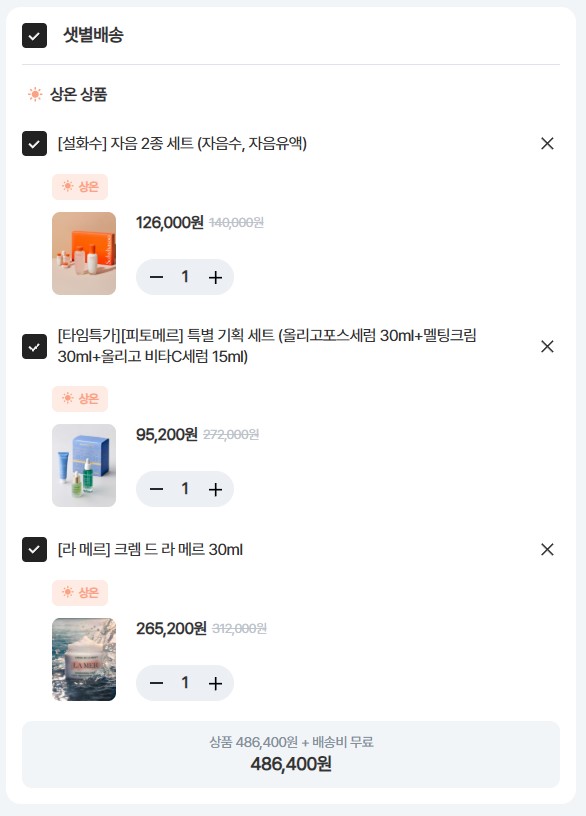 샛별배송
상온 상품
[설화수] 자음 2종 세트 (자음수, 자음유액)
상온
126,000원 140,000원
1
[타임특가][피토메르] 특별 기획 세트 (올리고포스세럼 30ml+멜팅크림
30ml+올리고 비타C세럼 15ml)
상온
95,200원 272,000원
1
[라 메르] 크렘 드 라 메르 30ml
상온
265,200원 312,000원
LA MER
1
상품 486,400원 + 배송비 무료
486,400원